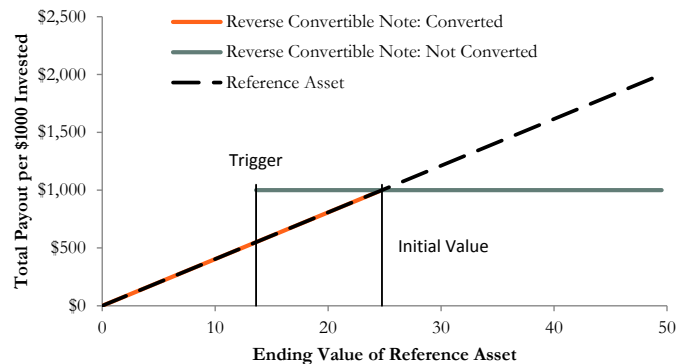 $2,500
$2,000
$1,500
$1,000
$500
$0
Total Payout per $1000 Invested
Reverse Convertible Note: Converted
Reverse Convertible Note: Not Converted
Reference Asset
Trigger
Initial Value
0 10 20 30 40 50
Ending Value of Reference Asset